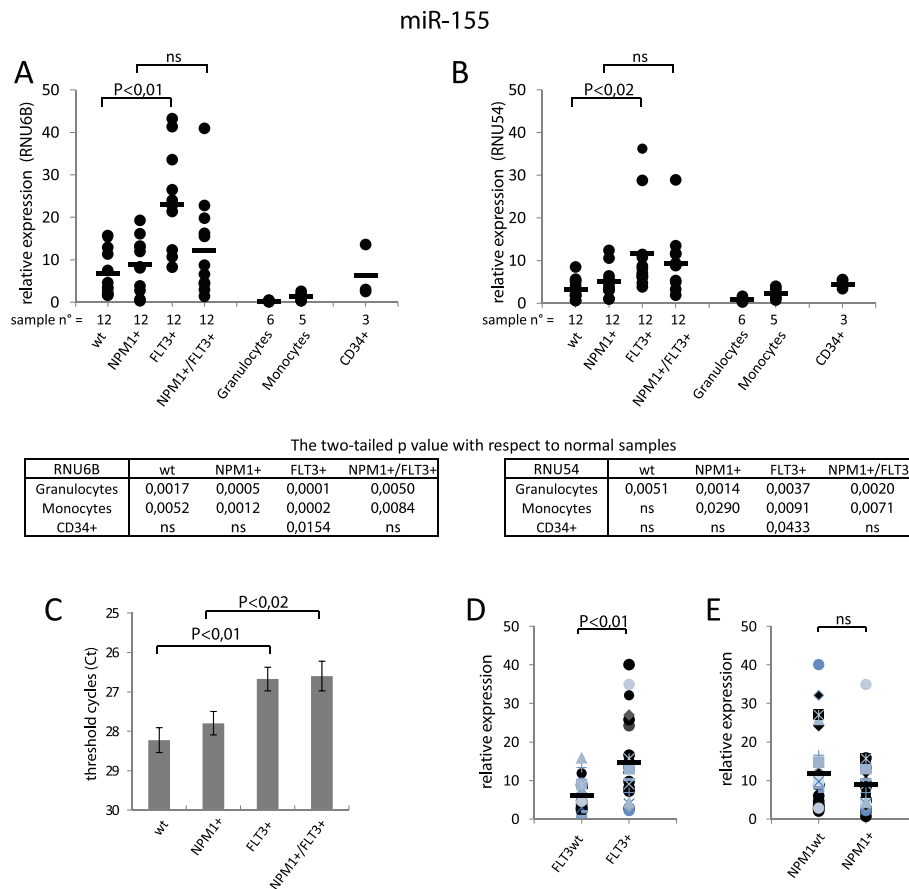 miR-155
A
ns
P<0,01
relative expression (RNU6B)
50
40
30
20
10
0
sample n° = 12 12 12 12 6 5 3
wt NPM1+ FLT3+ NPM1+/FLT3+ Granulocytes Monocytes CD34+
B
ns
P<0,02
relative expression (RNU54)
50
40
30
20
10
0
sample n° = 12 12 12 12 6 5 3
wt NPM1+ FLT3+ NPM1+/FLT3+ Granulocytes Monocytes CD34+
The two-tailed p value with respect to normal samples
RNU6B wt NPM1+ FLT3+ NPM1+/FLT3+
Granulocytes 0,0017 0,0005 0,0001 0,0050
Monocytes 0,0052 0,0012 0,0002 0,0084
CD34+ ns ns 0,0154 ns
RNU54 wt NPM1+ FLT3+ NPM1+/FLT3
Granulocytes 0,0051 0,0014 0,0037 0,0020
Monocytes ns 0,0290 0,0091 0,0071
CD34+ ns ns 0,0433 ns
C
P<0,02
P<0,01
threshold cycles (Ct)
25
26
27
28
29
30
wt NPM1+ FLT3+ NPM1+/FLT3+
D
P<0,01
relative expression
50
40
30
20
10
0
FLT3wt FLT3+
E
ns
relative expression
50
40
30
20
10
0
NPM1wt NPM1+